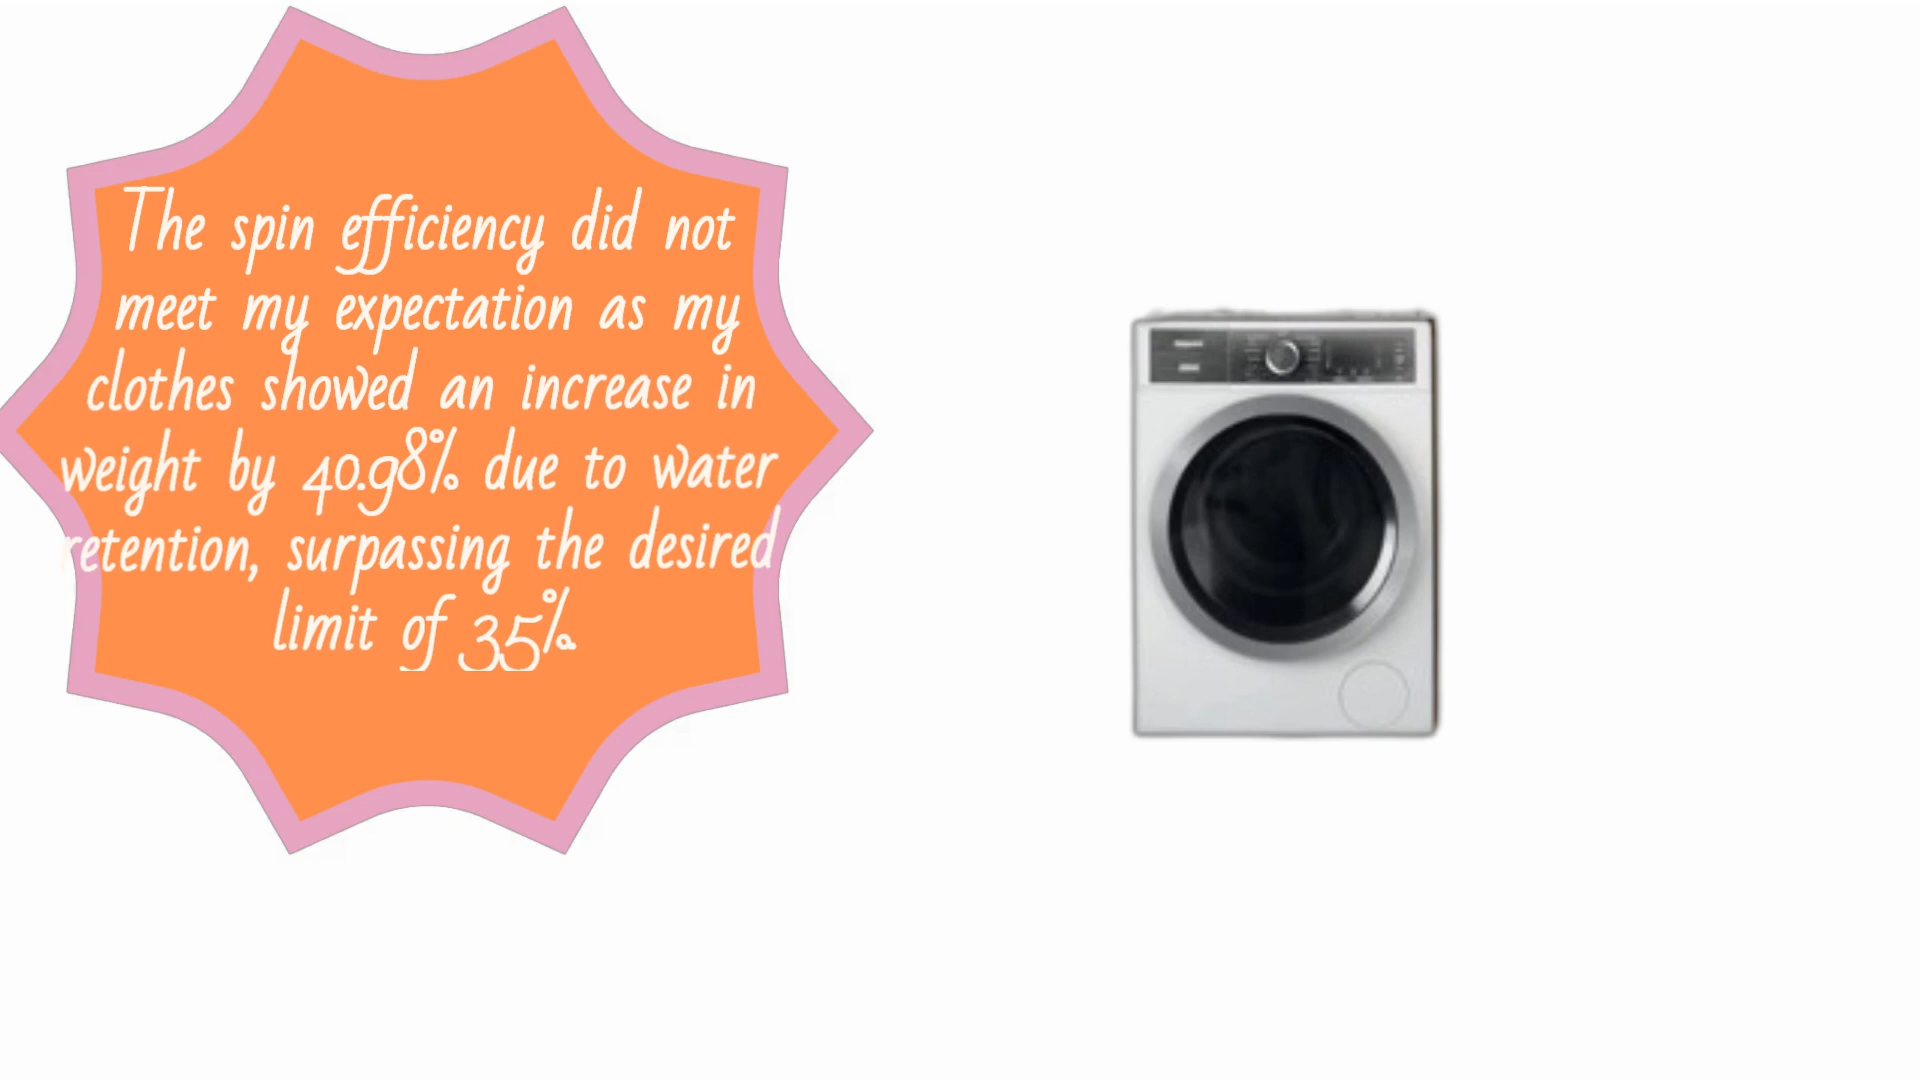 The spin efficiency did not
meet my expectation as my
clothes showed an increase in
weight by 40.98% due to water
retention, surpassing the desired
limit of 35%.